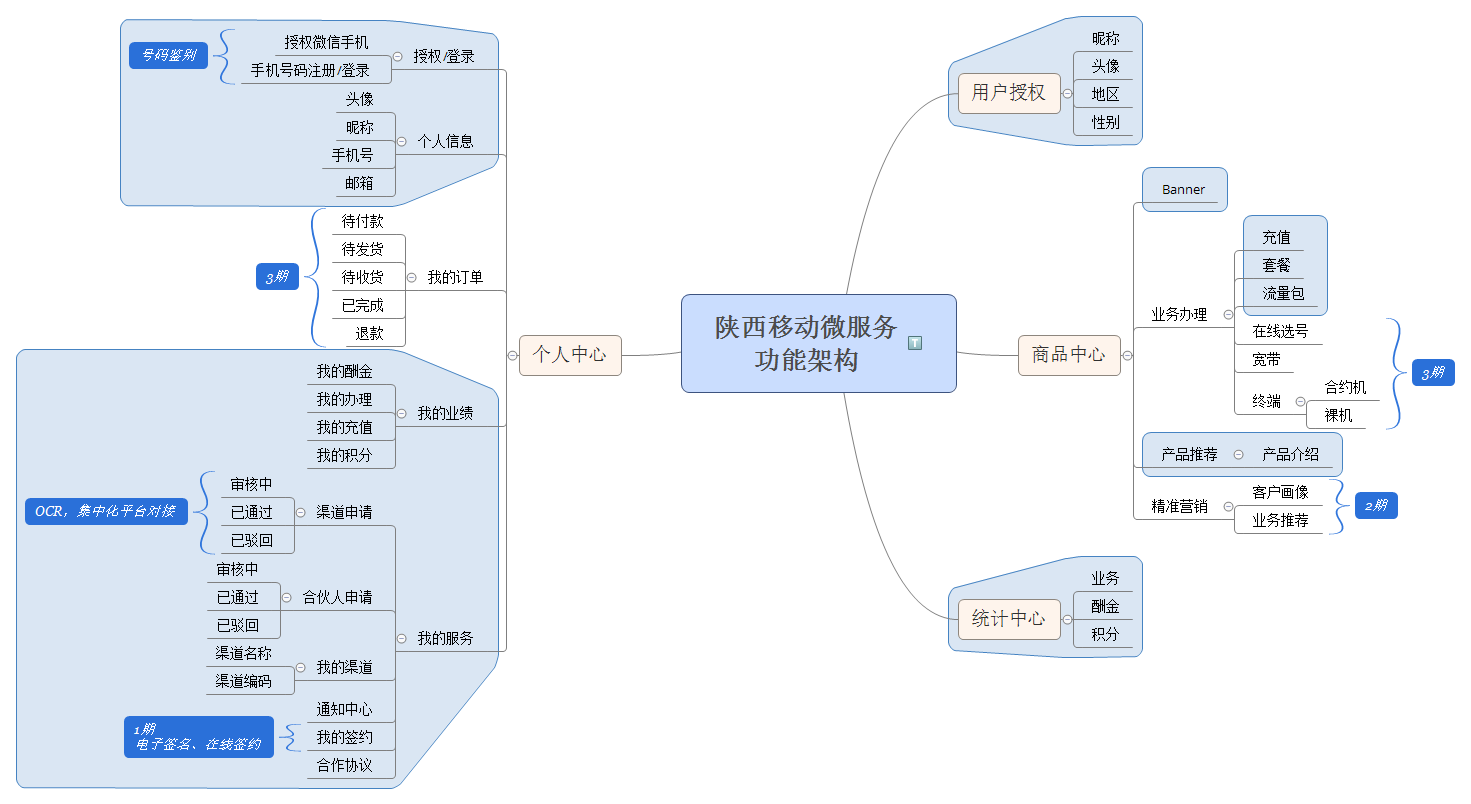 陕西移动微服务
功能架构
用户授权
昵称
头像
地区
性别
商品中心
Banner
业务办理
充值
套餐
流量包
在线选号
宽带
终端
合约机
裸机
3期
产品推荐
产品介绍
精准营销
客户画像
业务推荐
2期
统计中心
业务
酬金
积分
个人中心
授权/登录
授权微信手机
手机号码注册/登录
号码鉴别
个人信息
头像
昵称
手机号
邮箱
我的订单
待付款
待发货
待收货
已完成
退款
3期
我的业绩
我的酬金
我的办理
我的充值
我的积分
我的服务
渠道申请
审核中
已通过
已驳回
OCR，集中化平台对接
合伙人申请
审核中
已通过
已驳回
我的渠道
渠道名称
渠道编码
通知中心
我的签约
1期
电子签名、在线签约
合作协议